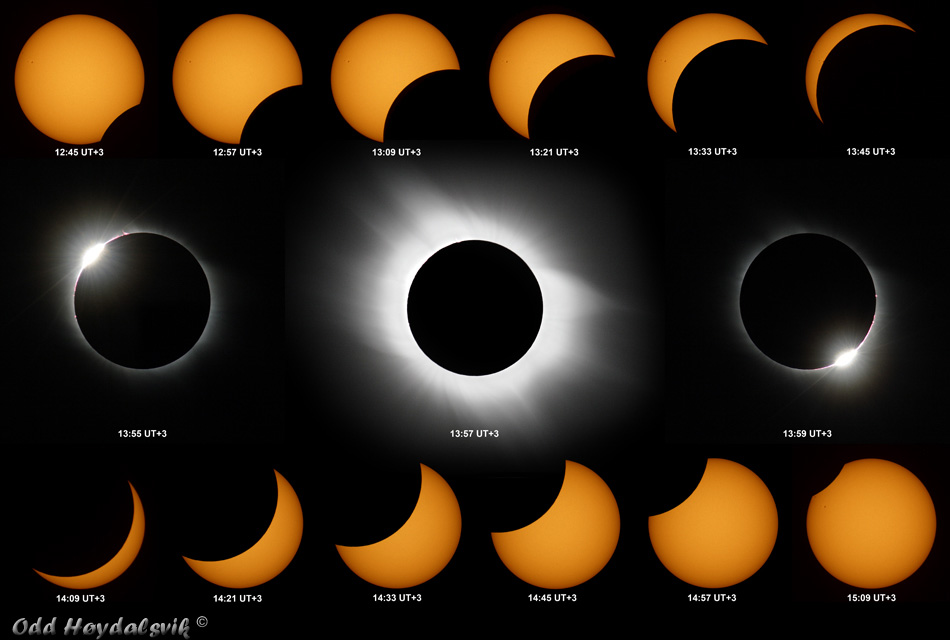 12:45 UT+3
12:57 UT+3
13:09 UT+3
13:21 UT+3
13:33 UT+3
13:45 UT+3
13:55 UT+3
13:57 UT+3
13:59 UT+3
14:09 UT+3
14:21 UT+3
14:33 UT+3
14:45 UT+3
14:57 UT+3
15:09 UT+3
Odd Høydalsvik ©